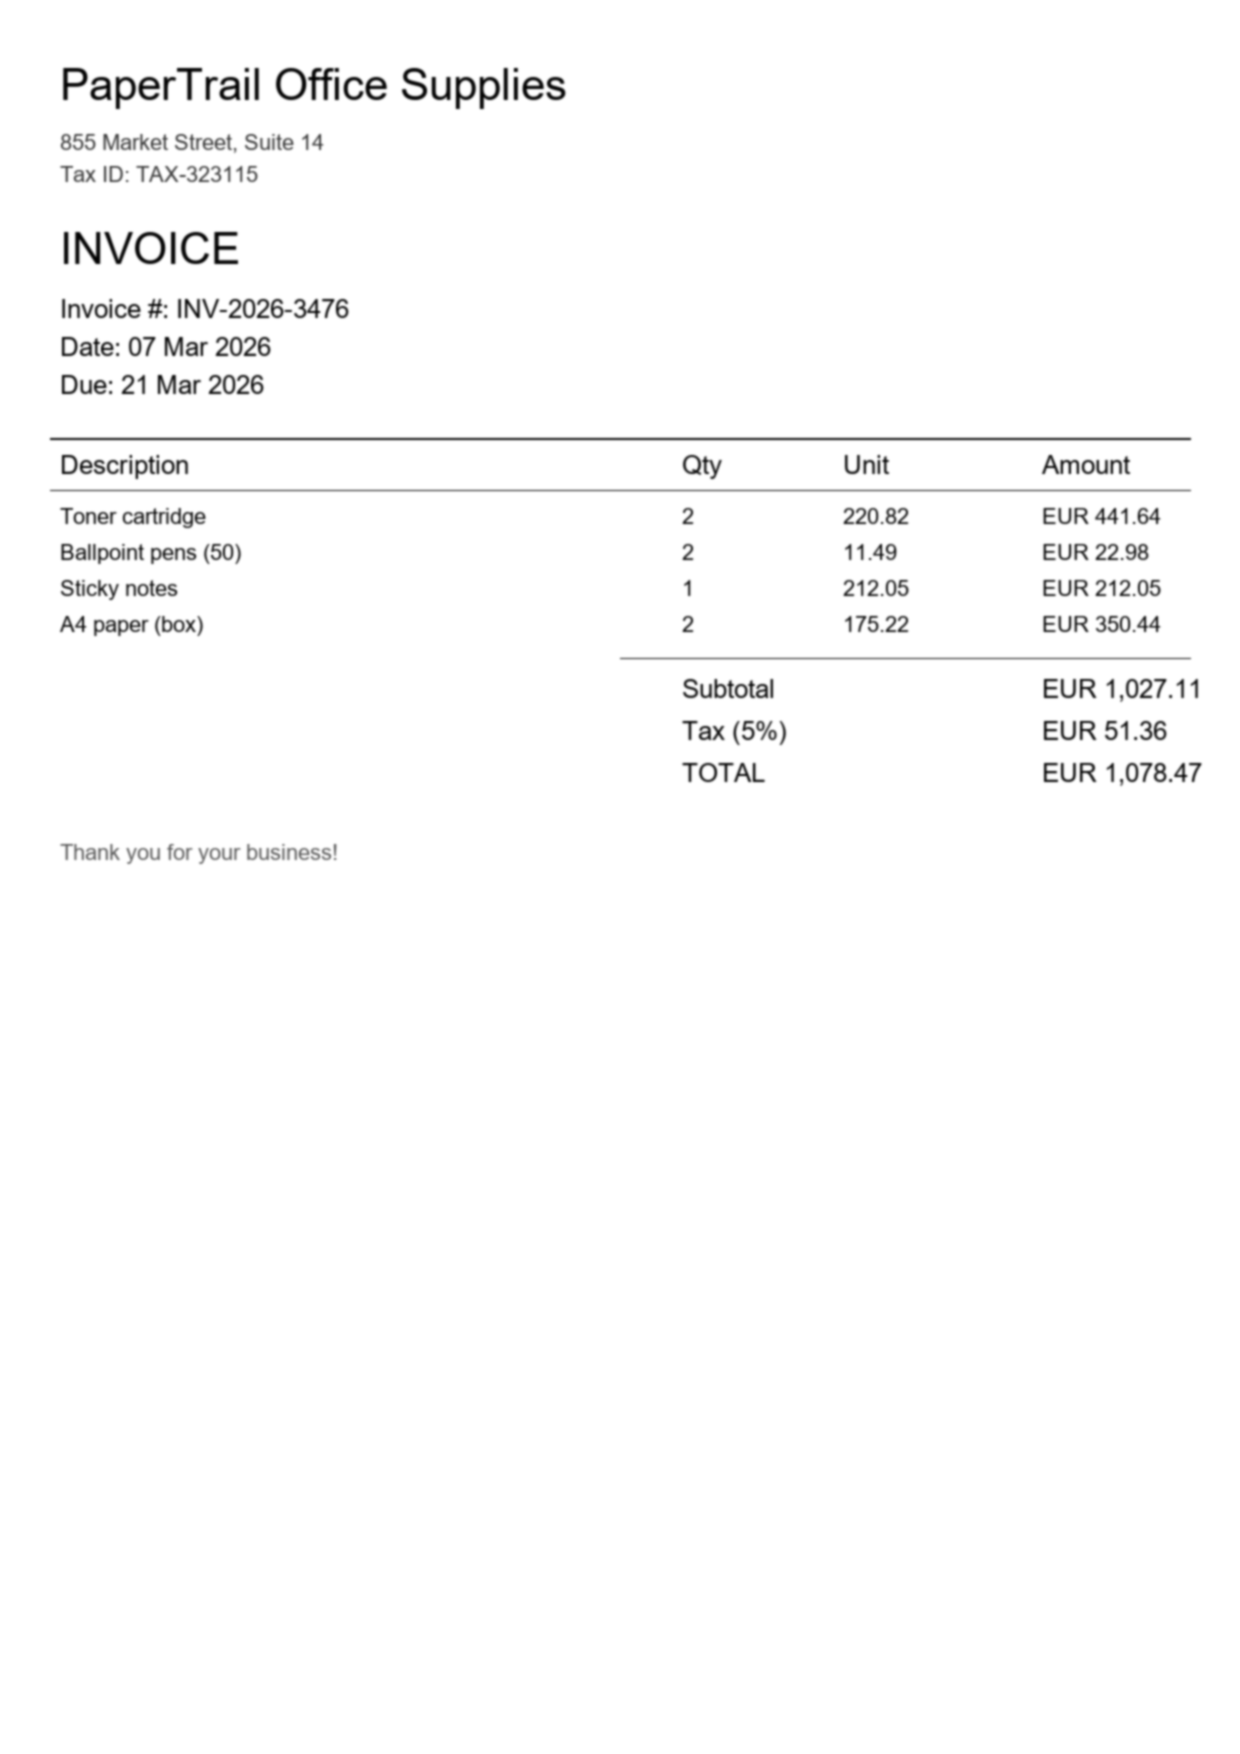 PaperTrail Office Supplies
855 Market Street, Suite 14
Tax ID: TAX-323115
INVOICE
Invoice #: INV-2026-3476
Date: 07 Mar 2026
Due: 21 Mar 2026
Description Qty Unit Amount
Toner cartridge 2 220.82 EUR 441.64
Ballpoint pens (50) 2 11.49 EUR 22.98
Sticky notes 1 212.05 EUR 212.05
A4 paper (box) 2 175.22 EUR 350.44
Subtotal EUR 1,027.11
Tax (5%) EUR 51.36
TOTAL EUR 1,078.47
Thank you for your business!